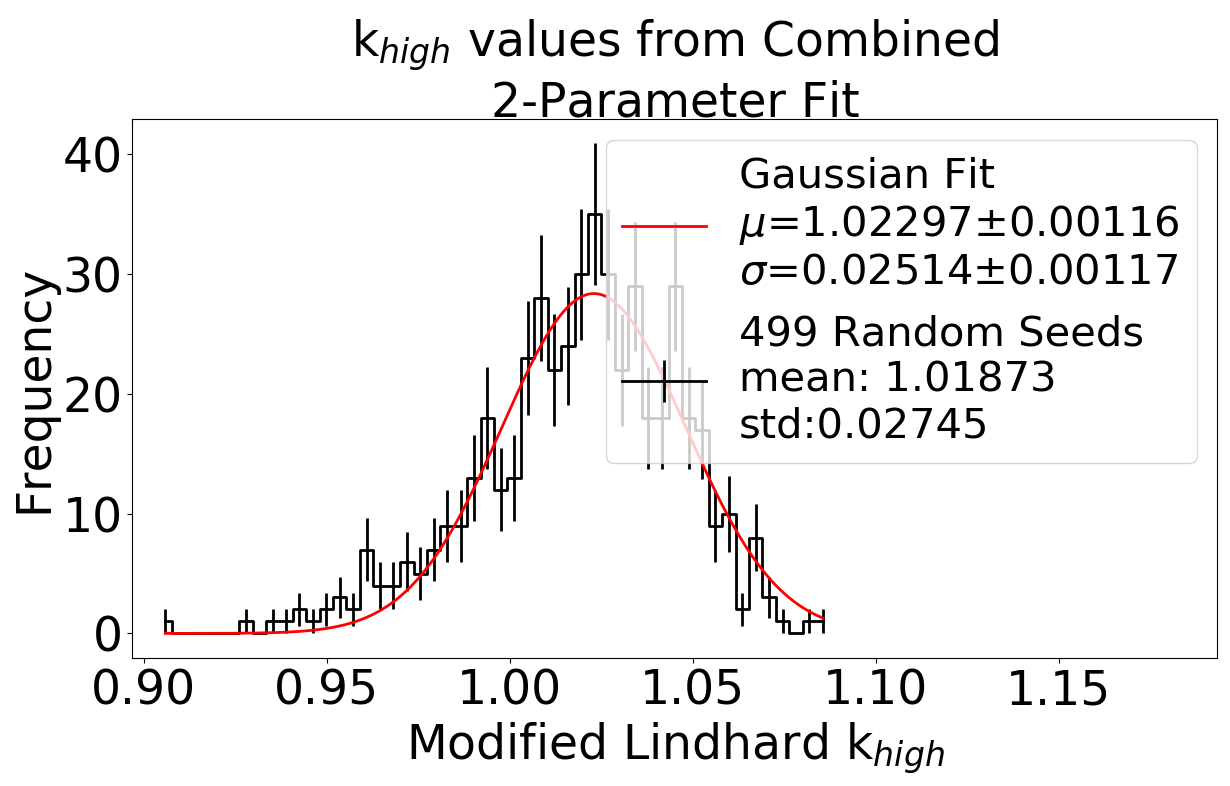 k_high values from Combined
2-Parameter Fit
Frequency
40
30
20
10
0
Gaussian Fit
μ=1.02297±0.00116
σ=0.02514±0.00117
499 Random Seeds
mean: 1.01873
std:0.02745
0.90 0.95 1.00 1.05 1.10 1.15
Modified Lindhard k_high